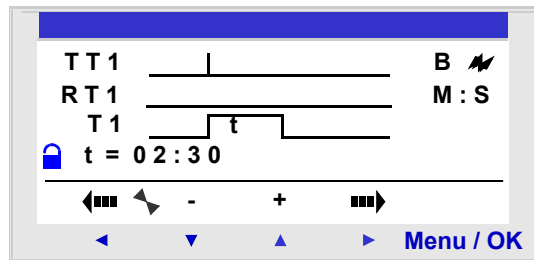 TT1 B
RT1 M:S
T1 t
t = 02:30
- +
Menu / OK